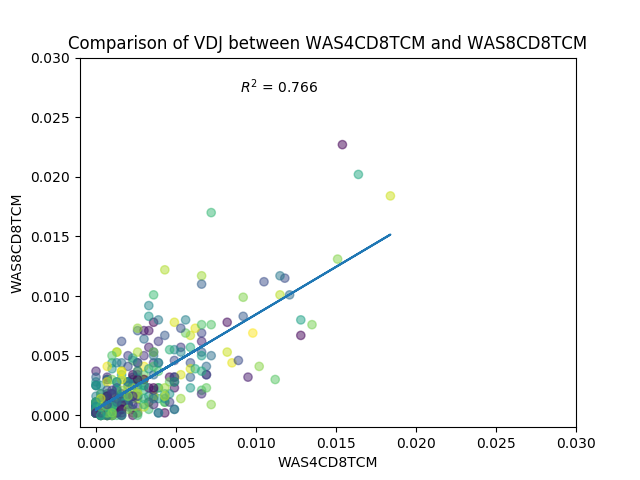 Comparison of VDJ between WAS4CD8TCM and WAS8CD8TCM
0.030
R² = 0.766
0.025
0.020
0.015
0.010
0.005
0.000
WAS8CD8TCM
0.000 0.005 0.010 0.015 0.020 0.025 0.030
WAS4CD8TCM